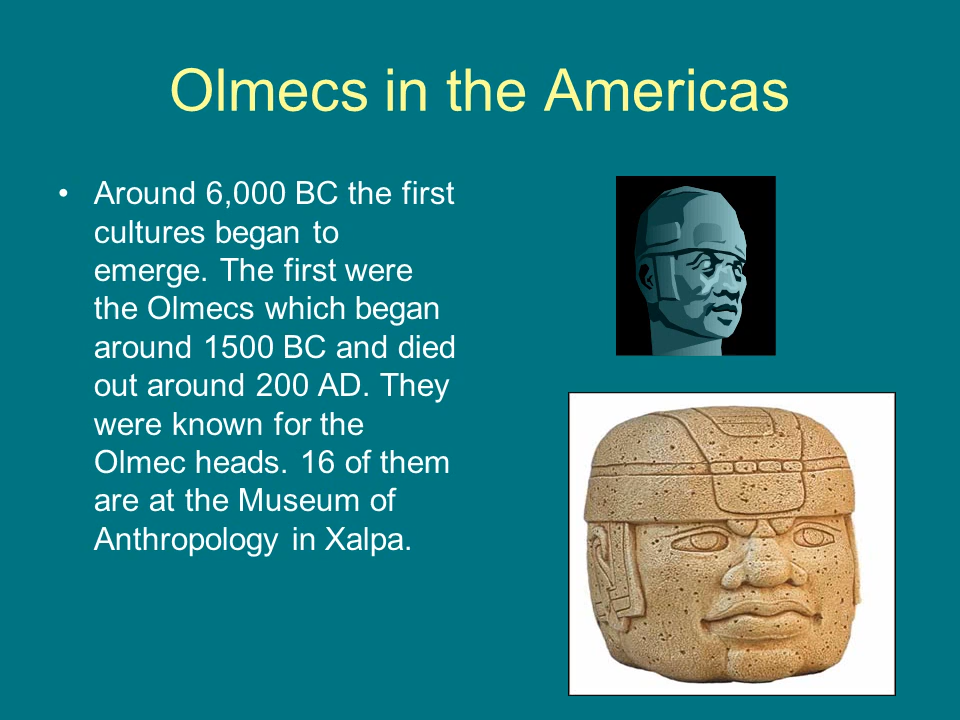 Olmecs in the Americas
• Around 6,000 BC the first
cultures began to
emerge. The first were
the Olmecs which began
around 1500 BC and died
out around 200 AD. They
were known for the
Olmec heads. 16 of them
are at the Museum of
Anthropology in Xalpa.